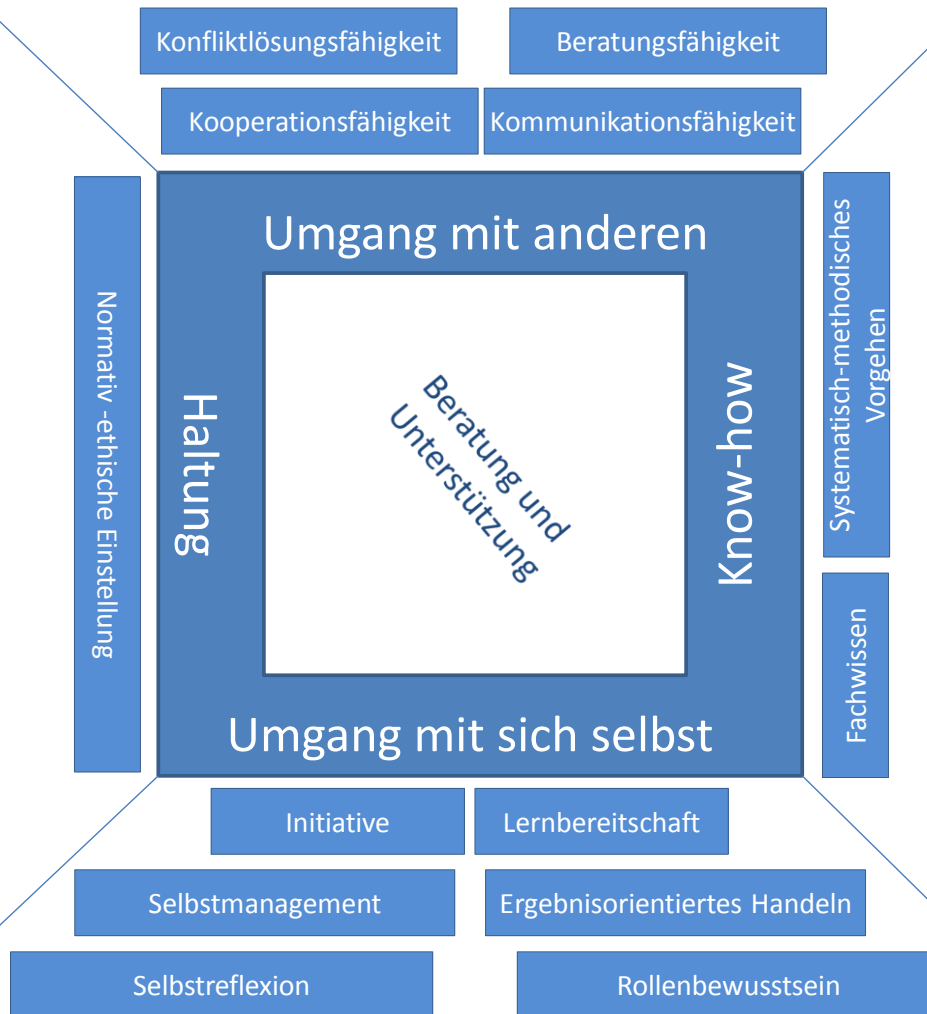 Konfliktlösungsfähigkeit
Beratungsfähigkeit
Kooperationsfähigkeit
Kommunikationsfähigkeit
Umgang mit anderen
Normativ -ethische Einstellung
Haltung
Beratung und
Unterstützung
Know-how
Systematisch-methodisches
Vorgehen
Fachwissen
Umgang mit sich selbst
Initiative
Lernbereitschaft
Selbstmanagement
Ergebnisorientiertes Handeln
Selbstreflexion
Rollenbewusstsein